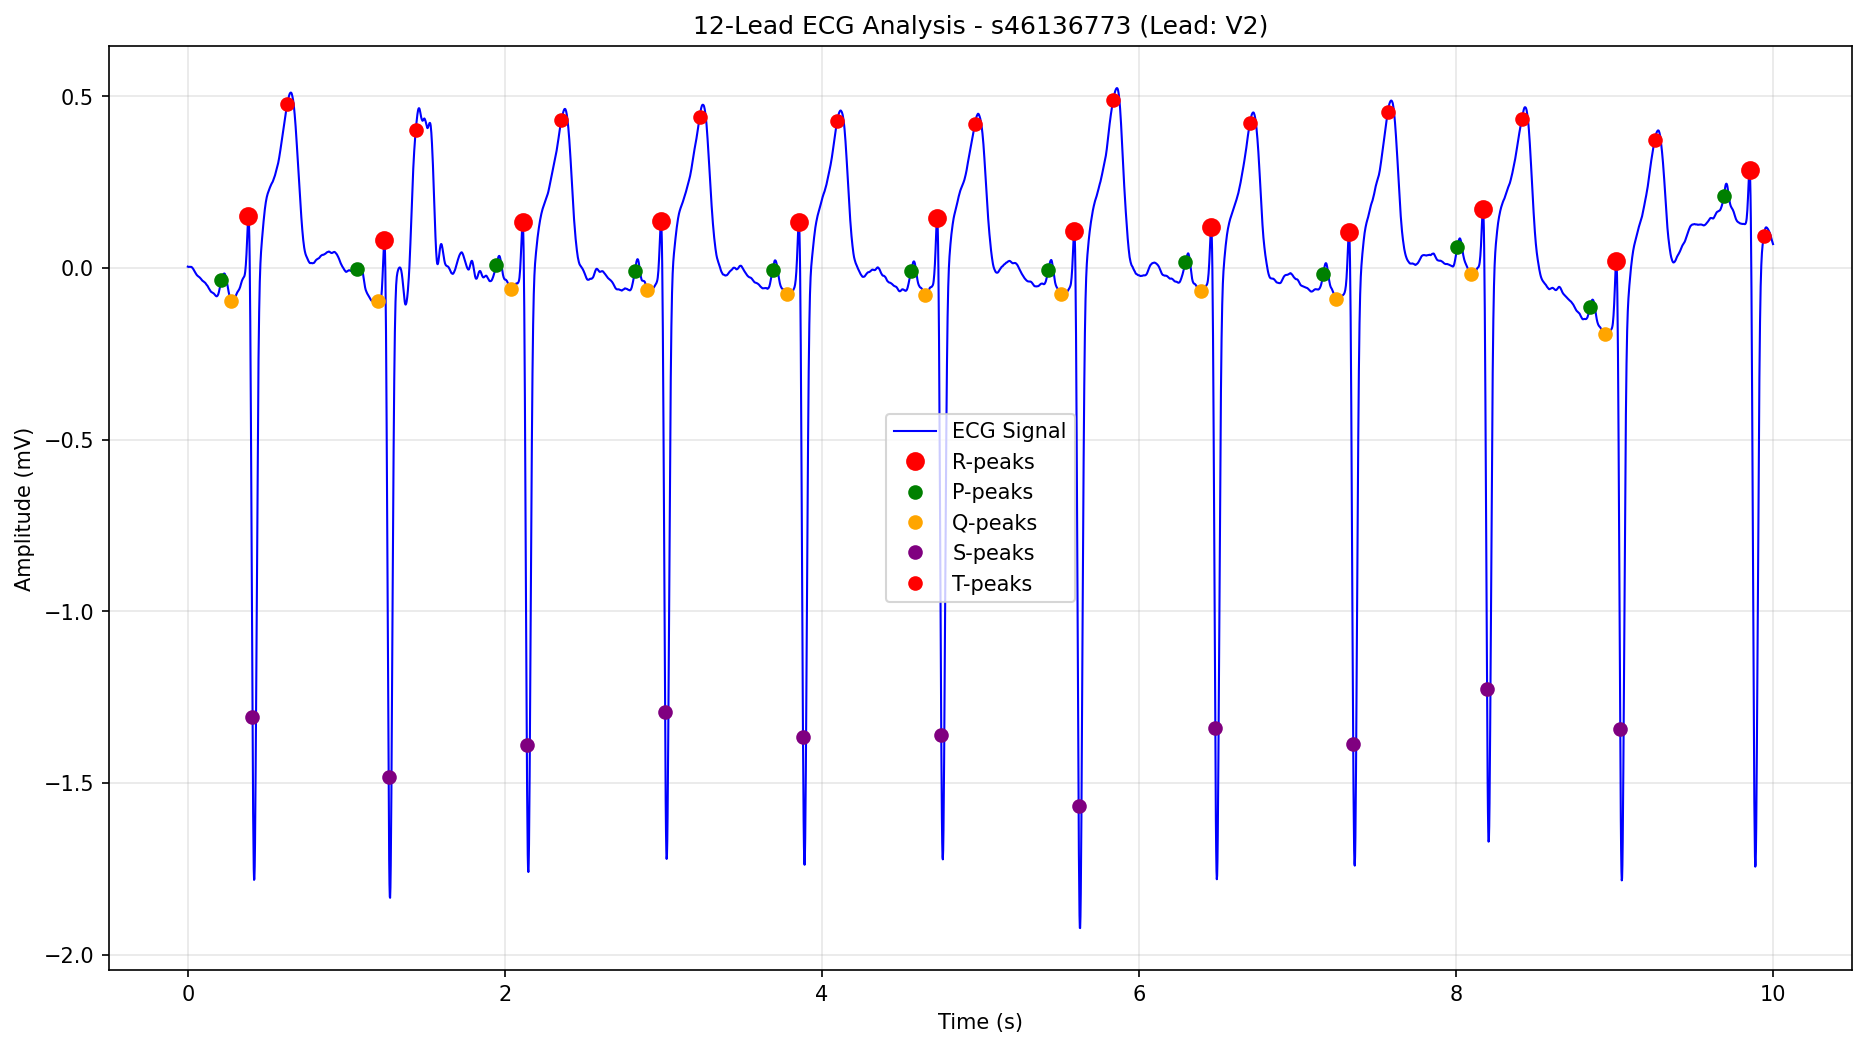 12-Lead ECG Analysis - s46136773 (Lead: V2)
Amplitude (mV)
0.5
0.0
−0.5
−1.0
−1.5
−2.0
ECG Signal
R-peaks
P-peaks
Q-peaks
S-peaks
T-peaks
0 2 4 6 8 10
Time (s)